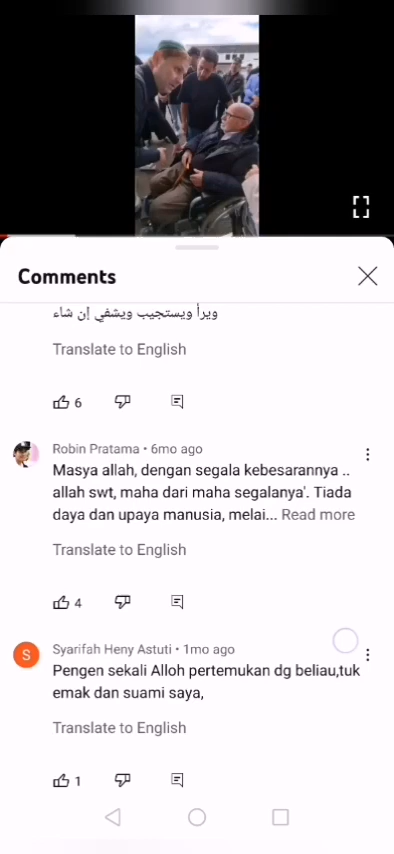 Comments
ويرأ ويستجيب ويشفي إن شاء
Translate to English
6
Robin Pratama • 6mo ago
Masya allah, dengan segala kebesarannya ..
allah swt, maha dari maha segalanya'. Tiada
daya dan upaya manusia, melai... Read more
Translate to English
4
S
Syarifah Heny Astuti • 1mo ago
Pengen sekali Alloh pertemukan dg beliau,tuk
emak dan suami saya,
Translate to English
1